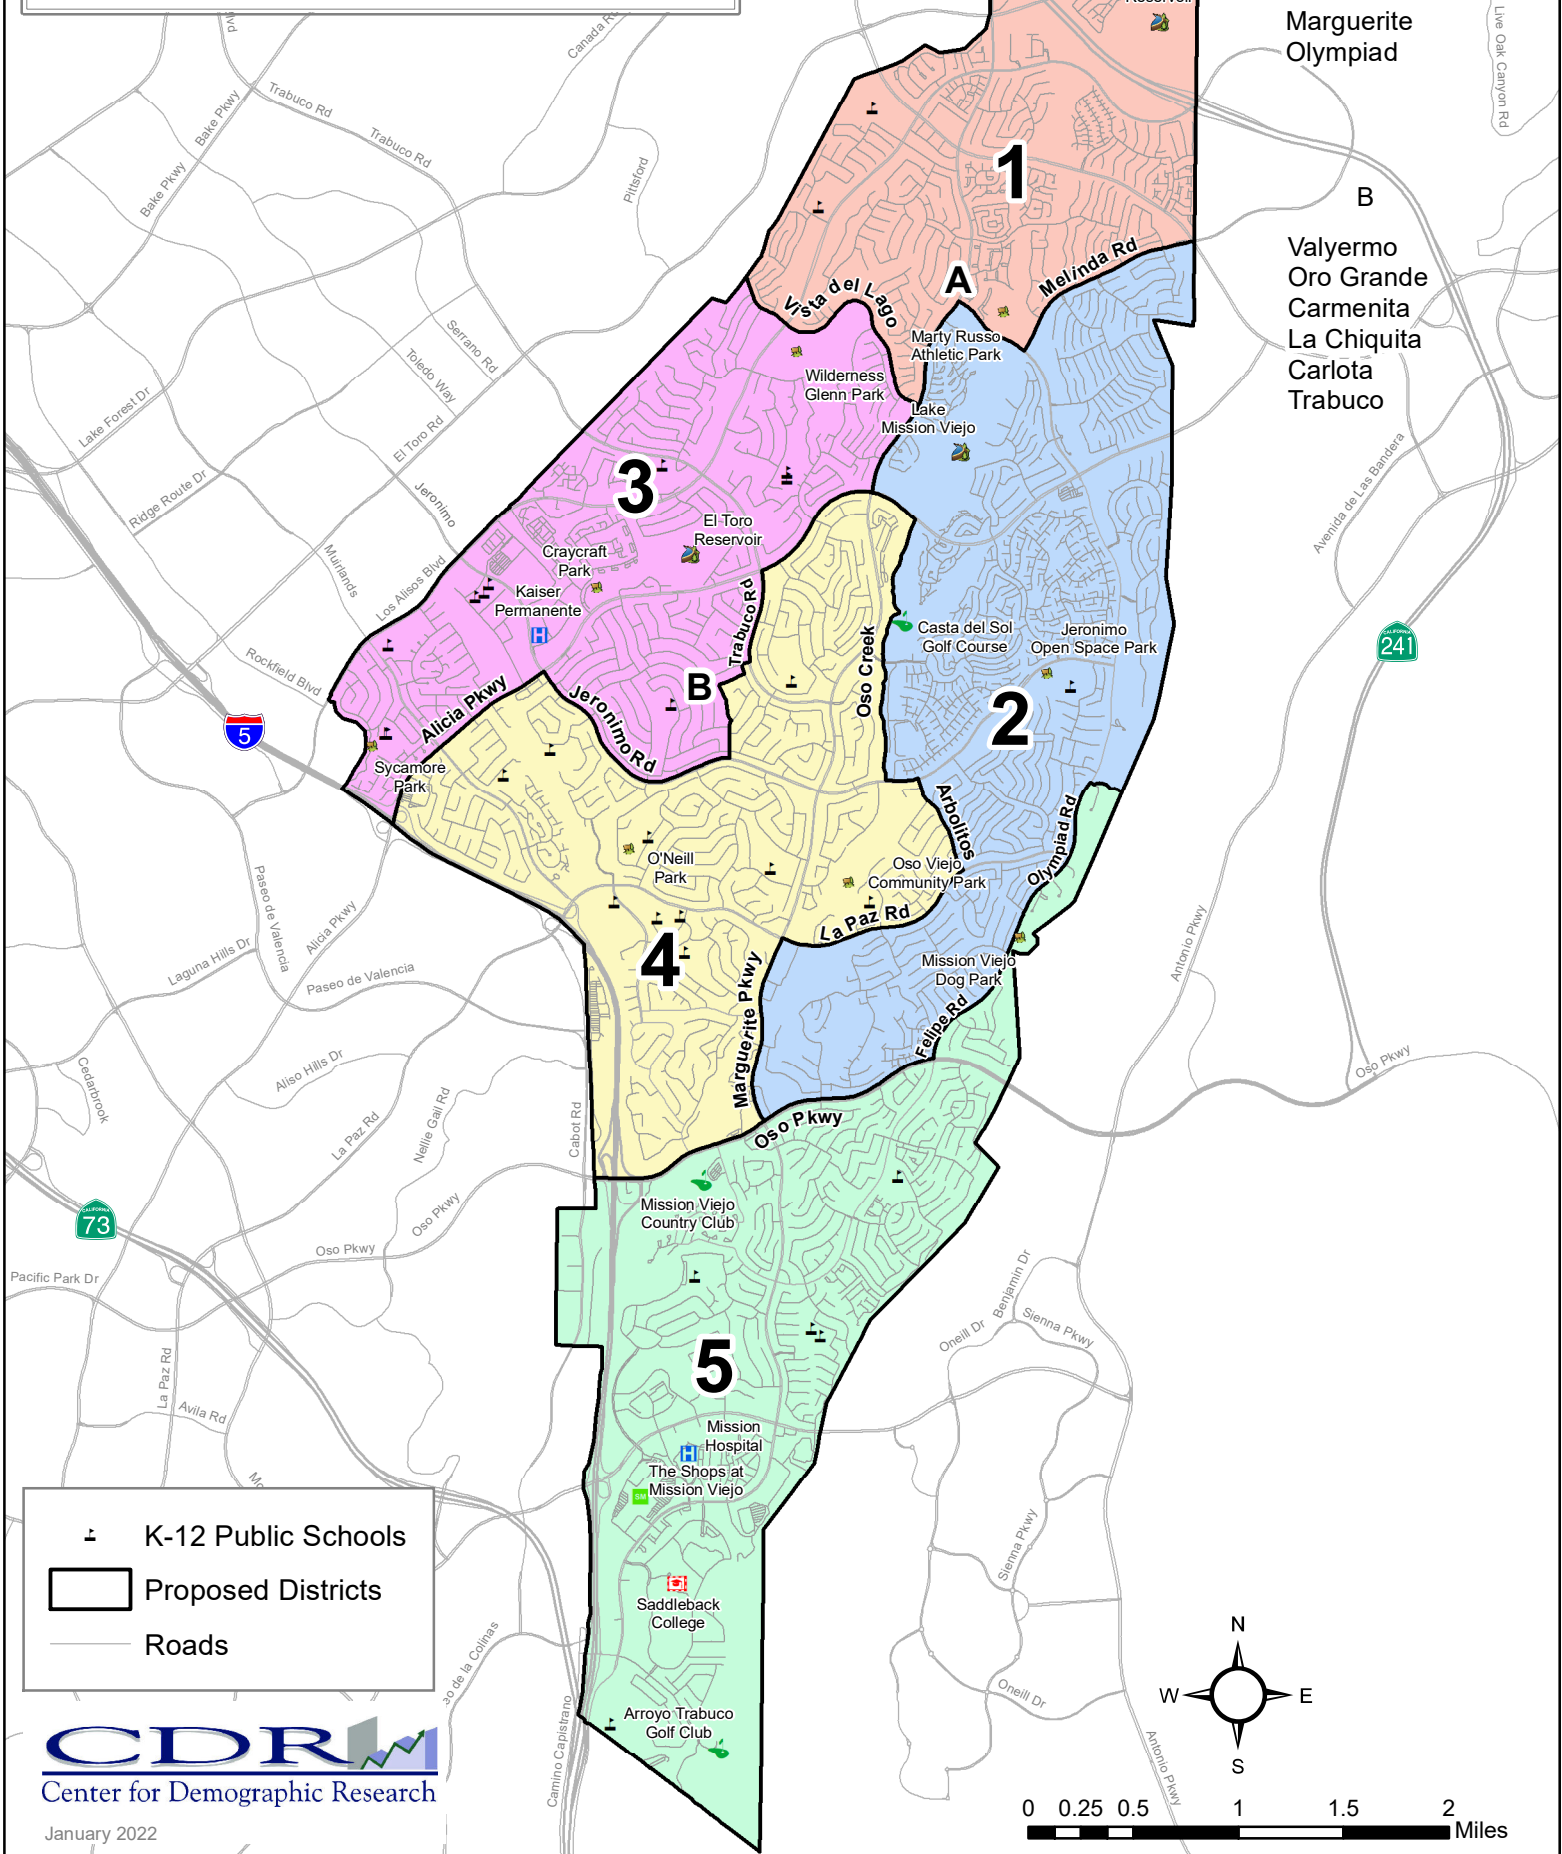 Marguerite
Olympiad
B
Valyermo
Oro Grande
Carmenita
La Chiquita
Carlota
Trabuco
Live Oak Canyon Rd
Canada Rd
Bake Pkwy
Trabuco Rd
Trabuco Rd
Bake Pkwy
Pittsford
1
A
Melinda Rd
Vista del Lago
Marty Russo
Athletic Park
Wilderness
Glenn Park
Lake
Mission Viejo
Serrano Rd
Toledo Way
Lake Forest Dr
El Toro Rd
Ridge Route Dr
Jeronimo
Muirlands
Los Alisos Blvd
Rockfield Blvd
3
El Toro
Reservoir
Craycraft
Park
Kaiser
Permanente
Trabuco Rd
B
Jeronimo Rd
Alicia Pkwy
Sycamore
Park
5
Oso Creek
Casta del Sol
Golf Course
Jeronimo
Open Space Park
2
Avenida de Las Bandera
CALIFORNIA
241
Arbolitos
Olympiad Rd
O'Neill
Park
Oso Viejo
Community Park
La Paz Rd
4
Marguerite Pkwy
Mission Viejo
Dog Park
Felipe Rd
Oso Pkwy
Antonio Pkwy
Oso Pkwy
Paseo de Valencia
Alicia Pkwy
Laguna Hills Dr
Paseo de Valencia
Cedarbrook
Aliso Hills Dr
La Paz Rd
Nellie Gail Rd
Cabot Rd
CALIFORNIA
73
Oso Pkwy
Oso Pkwy
Pacific Park Dr
La Paz Rd
Avila Rd
Mission Viejo
Country Club
5
Mission
Hospital
The Shops at
Mission Viejo
SM
Saddleback
College
Arroyo Trabuco
Golf Club
Camino Capistrano
Benjamin Dr
Oneill Dr
Sienna Pkwy
Sienna Pkwy
Oneill Dr
Antonio Pkwy
K-12 Public Schools
Proposed Districts
Roads
CDR
Center for Demographic Research
January 2022
N
W
E
S
0 0.25 0.5 1 1.5 2
Miles